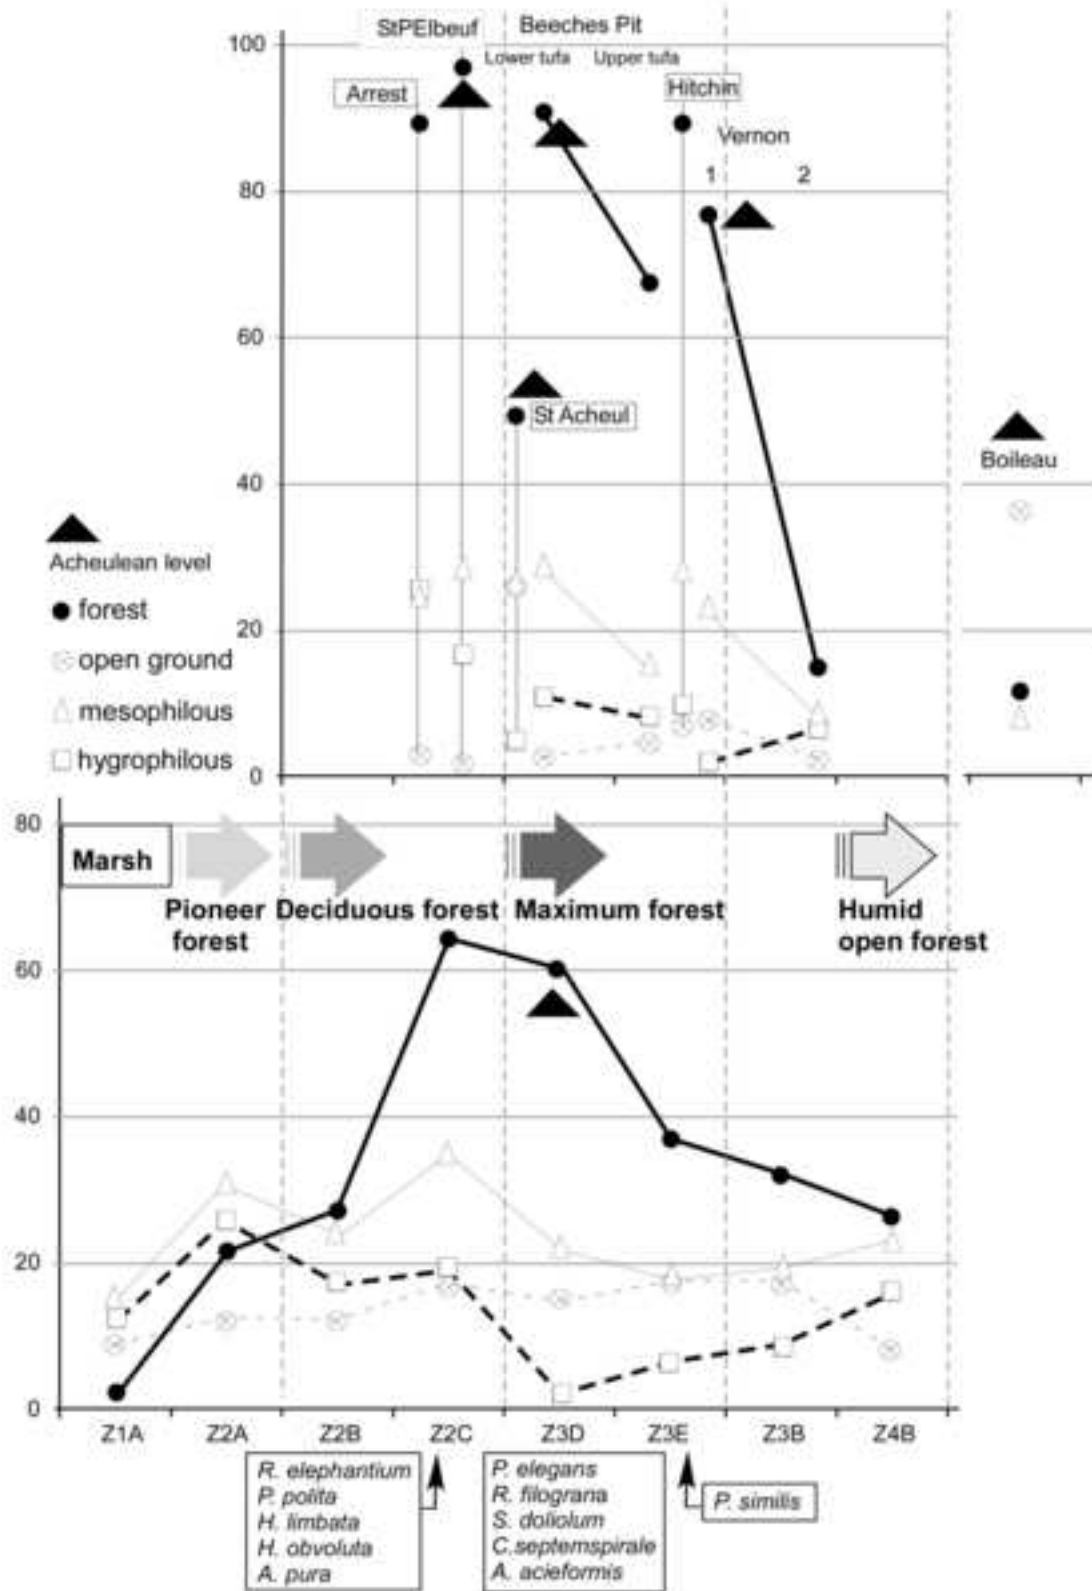 StPElbeuf
Beeches Pit
Lower tufa
Upper tufa
100
Arrest
Hitchin
Vernon
80
1
2
60
St Acheul
40
Boileau
Acheulean level
forest
20
open ground
mesophilous
hygrophilous
0
80
Marsh
Pioneer
forest
Deciduous forest
Maximum forest
Humid
open forest
60
40
20
0
Z1A
Z2A
Z2B
Z2C
Z3D
Z3E
Z3B
Z4B
R. elephantium
P. polita
H. limbata
H. obvoluta
A. pura
P. elegans
R. filograna
S. doliolum
C.septemspirale
A. acieformis
P. similis